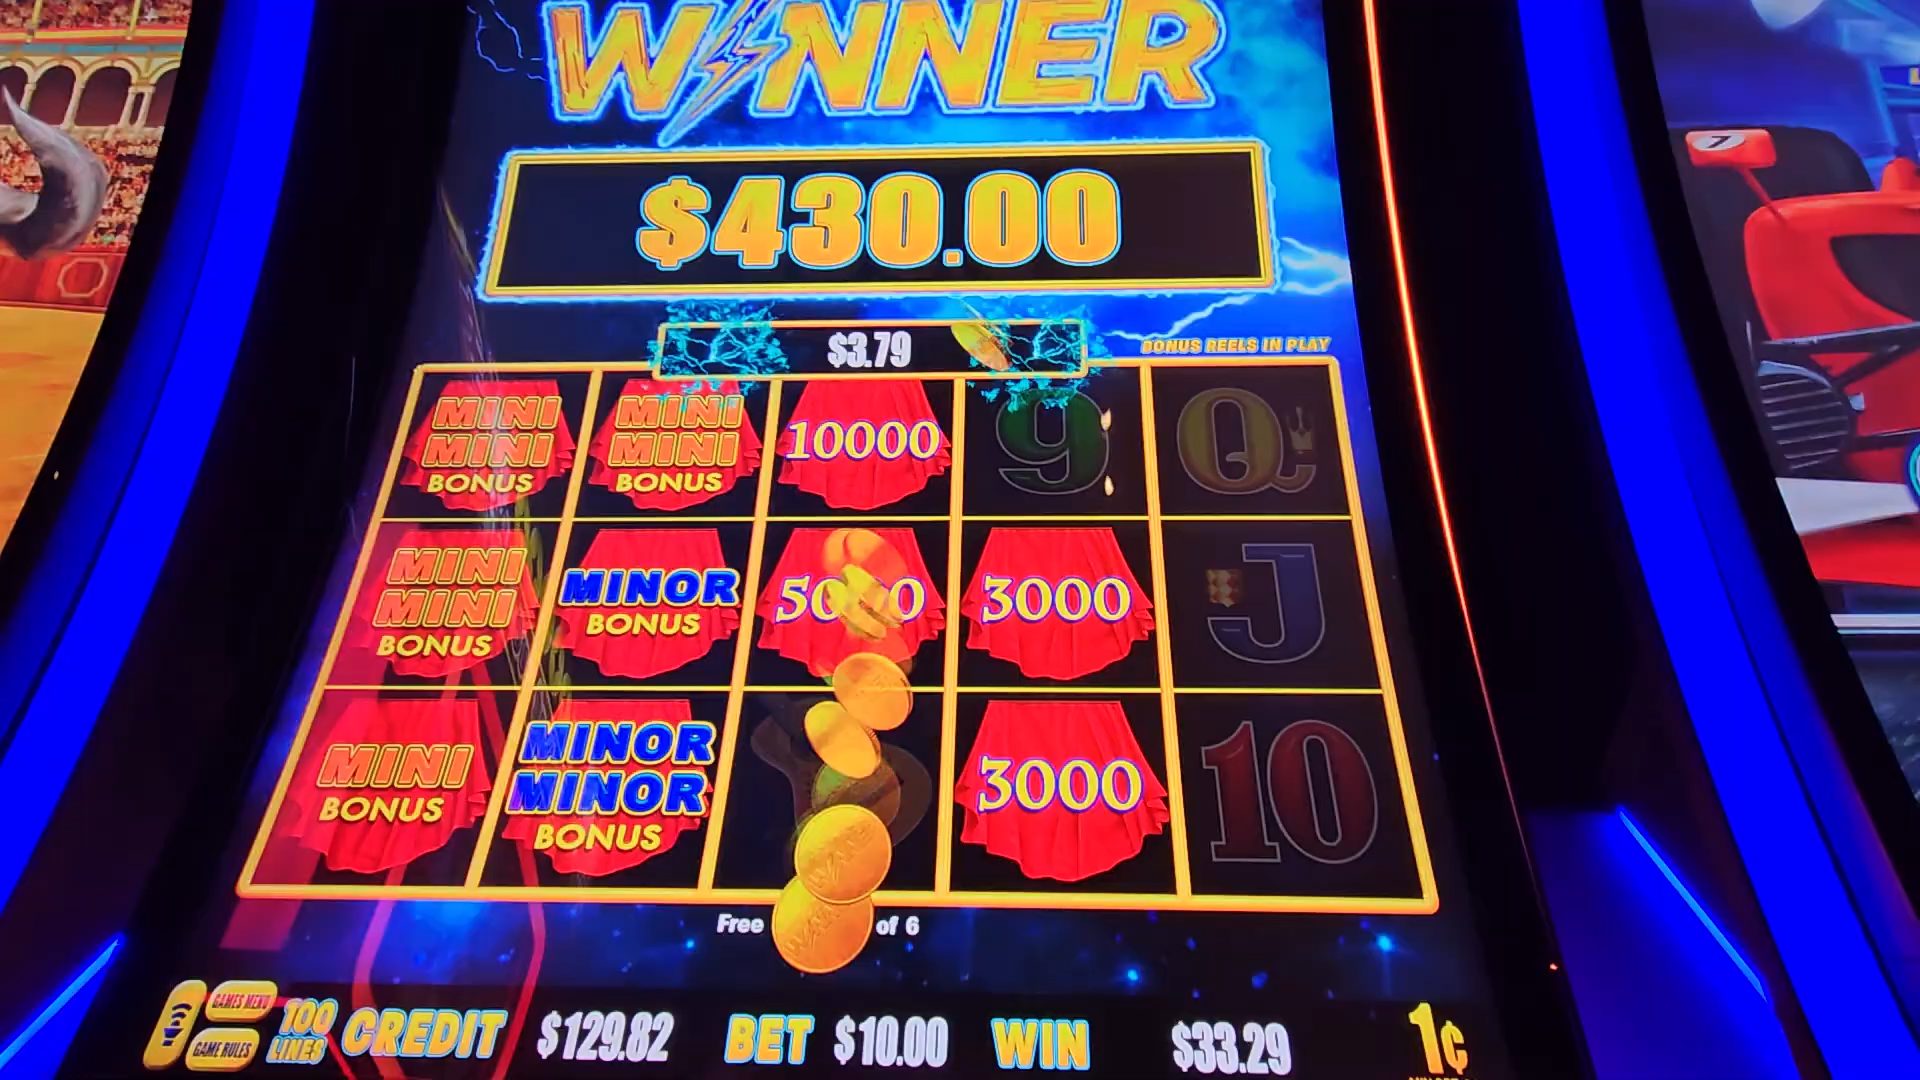 WINNER
$430.00
$3.79
BONUS REELS IN PLAY
MINI
MINI
BONUS
MINI
MINI
BONUS
10000
9
Q
MINI
MINI
BONUS
MINOR
BONUS
3000
J
MINI
BONUS
MINOR
MINOR
BONUS
3000
10
Free
of 6
GAMES MENU
GAME RULES
100
LINES
CREDIT $129.82 BET $10.00 WIN $33.29 1¢
7